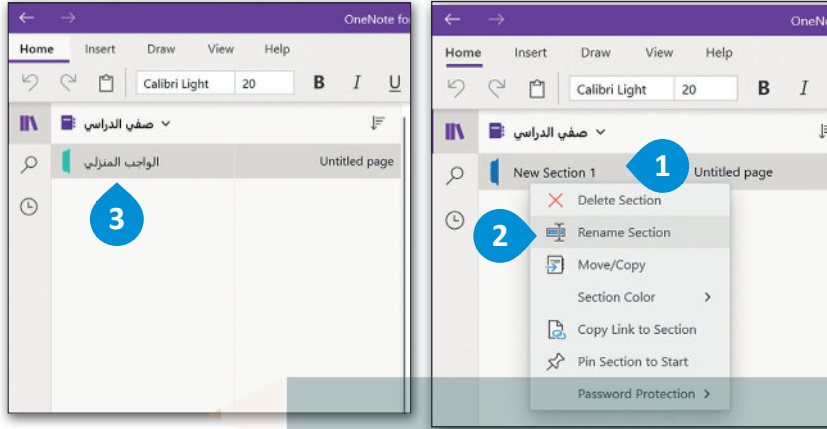 OneNote fo
Home Insert Draw View Help
Calibri Light 20 B I U
صفي الدراسي
الواجب المنزلي Untitled page
3
OneNo
Home Insert Draw View Help
Calibri Light 20 B I
صفي الدراسي
New Section 1 1 Untitled page
Delete Section
2 Rename Section
Move/Copy
Section Color >
Copy Link to Section
Pin Section to Start
Password Protection >